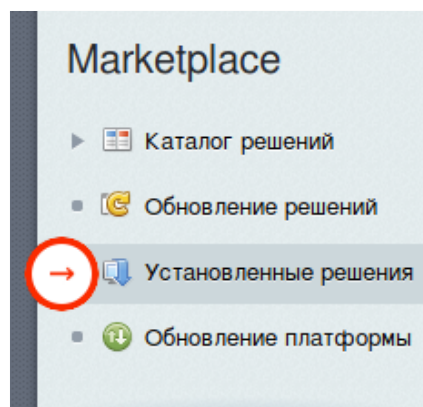 Marketplace
Каталог решений
Обновление решений
Установленные решения
Обновление платформы